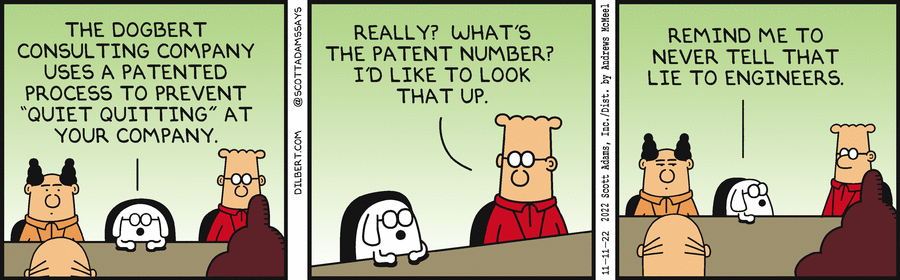 THE DOGBERT
CONSULTING COMPANY
USES A PATENTED
PROCESS TO PREVENT
"QUIET QUITTING" AT
YOUR COMPANY.
DILBERT.COM @SCOTTADAMSSAYS
REALLY? WHAT'S
THE PATENT NUMBER?
I'D LIKE TO LOOK
THAT UP.
11-11-22 2022 Scott Adams, Inc./Dist. by Andrews McMeel
REMIND ME TO
NEVER TELL THAT
LIE TO ENGINEERS.